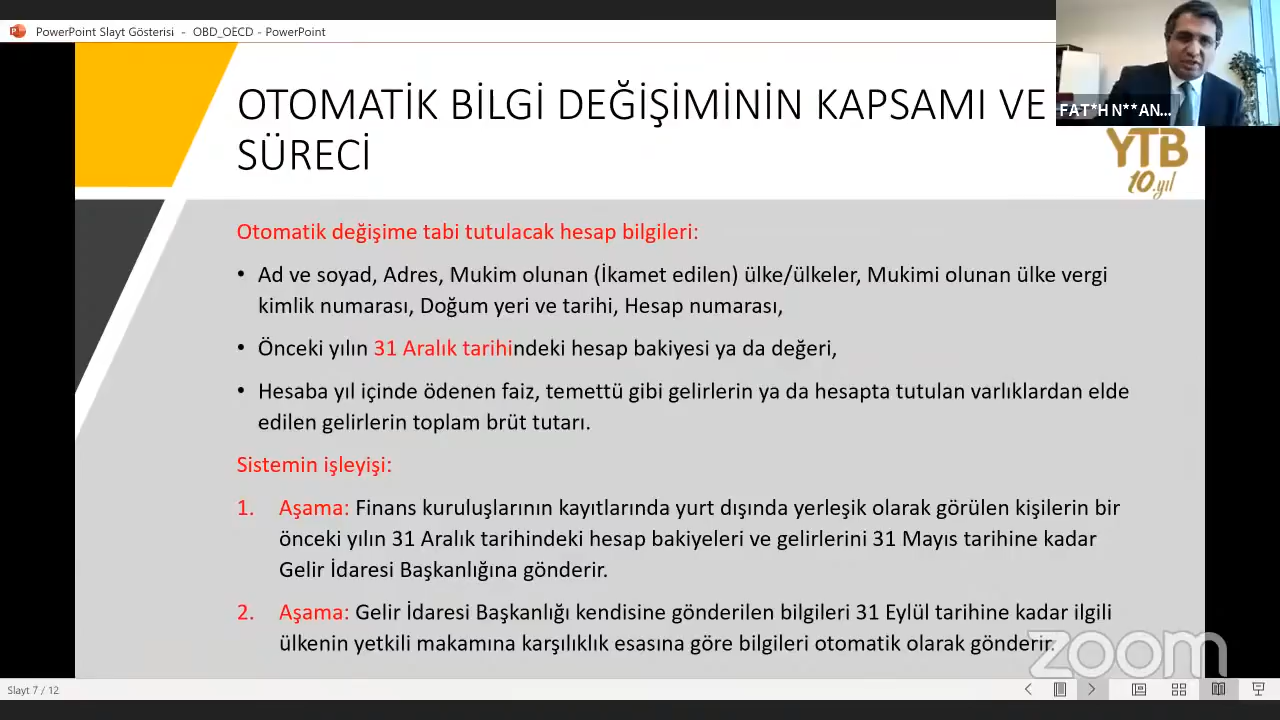 PowerPoint Slayt Gösterisi - OBD_OECD - PowerPoint
FAT*H N**AN...
OTOMATİK BİLGİ DEĞİŞİMİNİN KAPSAMI VE
SÜRECİ
YTB
10.yıl
Otomatik değişime tabi tutulacak hesap bilgileri:
• Ad ve soyad, Adres, Mukim olunan (İkamet edilen) ülke/ülkeler, Mukimi olunan ülke vergi
kimlik numarası, Doğum yeri ve tarihi, Hesap numarası,
• Önceki yılın 31 Aralık tarihindeki hesap bakiyesi ya da değeri,
• Hesaba yıl içinde ödenen faiz, temettü gibi gelirlerin ya da hesapta tutulan varlıklardan elde
edilen gelirlerin toplam brüt tutarı.
Sistemin işleyişi:
1. Aşama: Finans kuruluşlarının kayıtlarında yurt dışında yerleşik olarak görülen kişilerin bir
önceki yılın 31 Aralık tarihindeki hesap bakiyeleri ve gelirlerini 31 Mayıs tarihine kadar
Gelir İdaresi Başkanlığına gönderir.
2. Aşama: Gelir İdaresi Başkanlığı kendisine gönderilen bilgileri 31 Eylül tarihine kadar ilgili
ülkenin yetkili makamına karşılıklık esasına göre bilgileri otomatik olarak gönderir.
zoom
Slayt 7 / 12